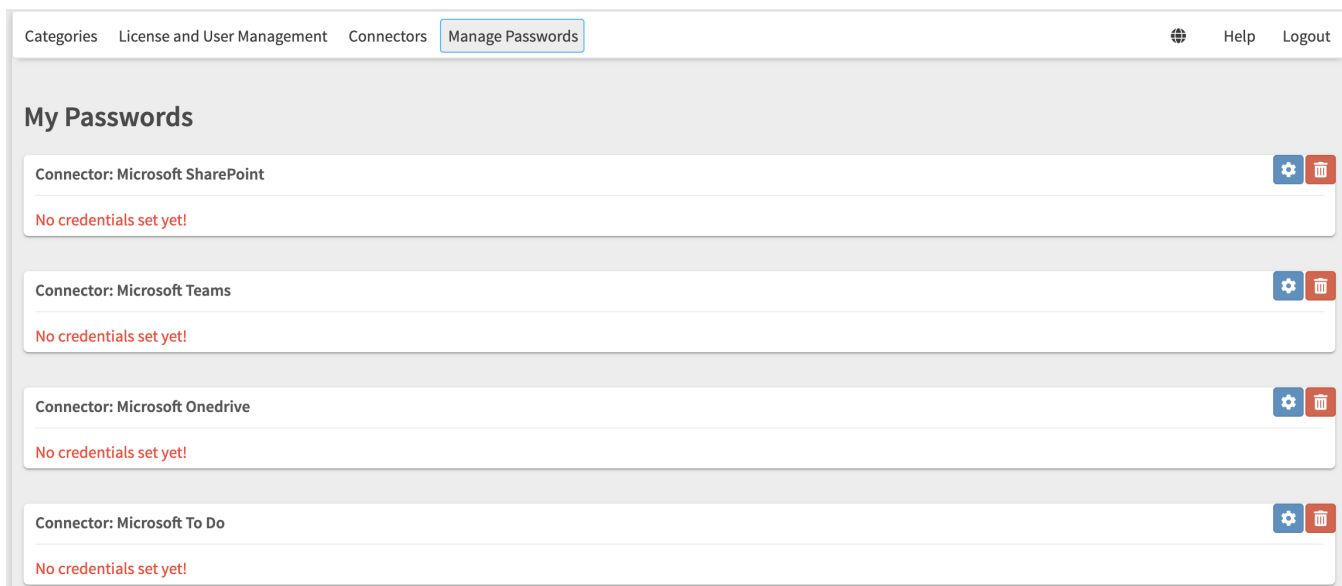 Categories License and User Management Connectors Manage Passwords Help Logout
My Passwords
Connector: Microsoft SharePoint
No credentials set yet!
Connector: Microsoft Teams
No credentials set yet!
Connector: Microsoft Onedrive
No credentials set yet!
Connector: Microsoft To Do
No credentials set yet!